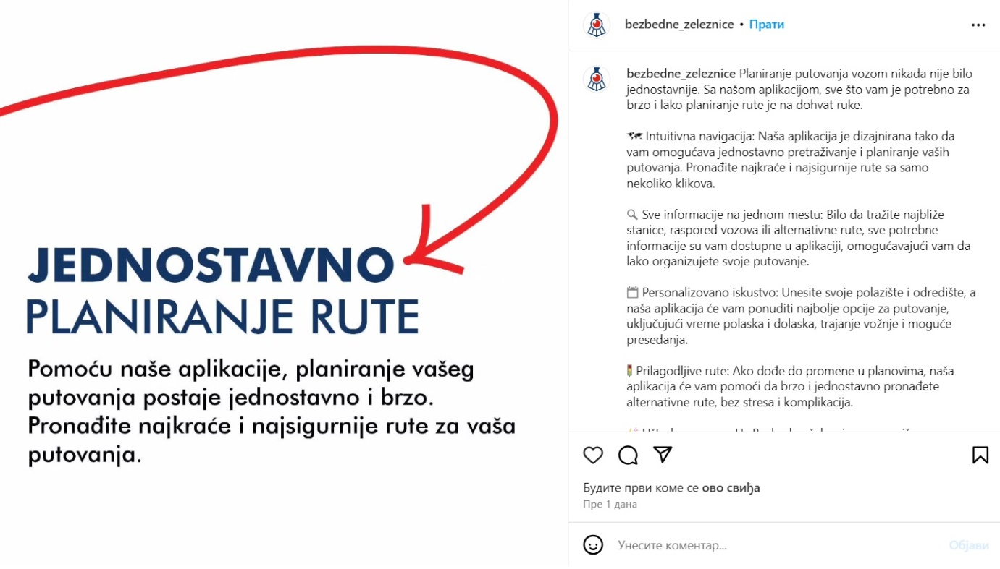 JEDNOSTAVNO
PLANIRANJE RUTE
Pomoću naše aplikacije, planiranje vašeg
putovanja postaje jednostavno i brzo.
Pronađite najkraće i najsigurnije rute za vaša
putovanja.
bezbedne_zeleznice • Прати
bezbedne_zeleznice Planiranje putovanja vozom nikada nije bilo
jednostavnije. Sa našom aplikacijom, sve što vam je potrebno za
brzo i lako planiranje rute je na dohvat ruke.
🗺 Intuitivna navigacija: Naša aplikacija je dizajnirana tako da
vam omogućava jednostavno pretraživanje i planiranje vaših
putovanja. Pronađite najkraće i najsigurnije rute sa samo
nekoliko klikova.
🔍 Sve informacije na jednom mestu: Bilo da tražite najbliže
stanice, raspored vozova ili alternativne rute, sve potrebne
informacije su vam dostupne u aplikaciji, omogućavajući vam da
lako organizujete svoje putovanje.
🗓 Personalizovano iskustvo: Unesite svoje polazište i odredište, a
naša aplikacija će vam ponuditi najbolje opcije za putovanje,
uključujući vreme polaska i dolaska, trajanje vožnje i moguće
presedanja.
🚦 Prilagodljive rute: Ako dođe do promene u planovima, naša
aplikacija će vam pomoći da brzo i jednostavno pronađete
alternativne rute, bez stresa i komplikacija.
Будите први коме се ово свиђа
Пре 1 дана
Унесите коментар...
Објави